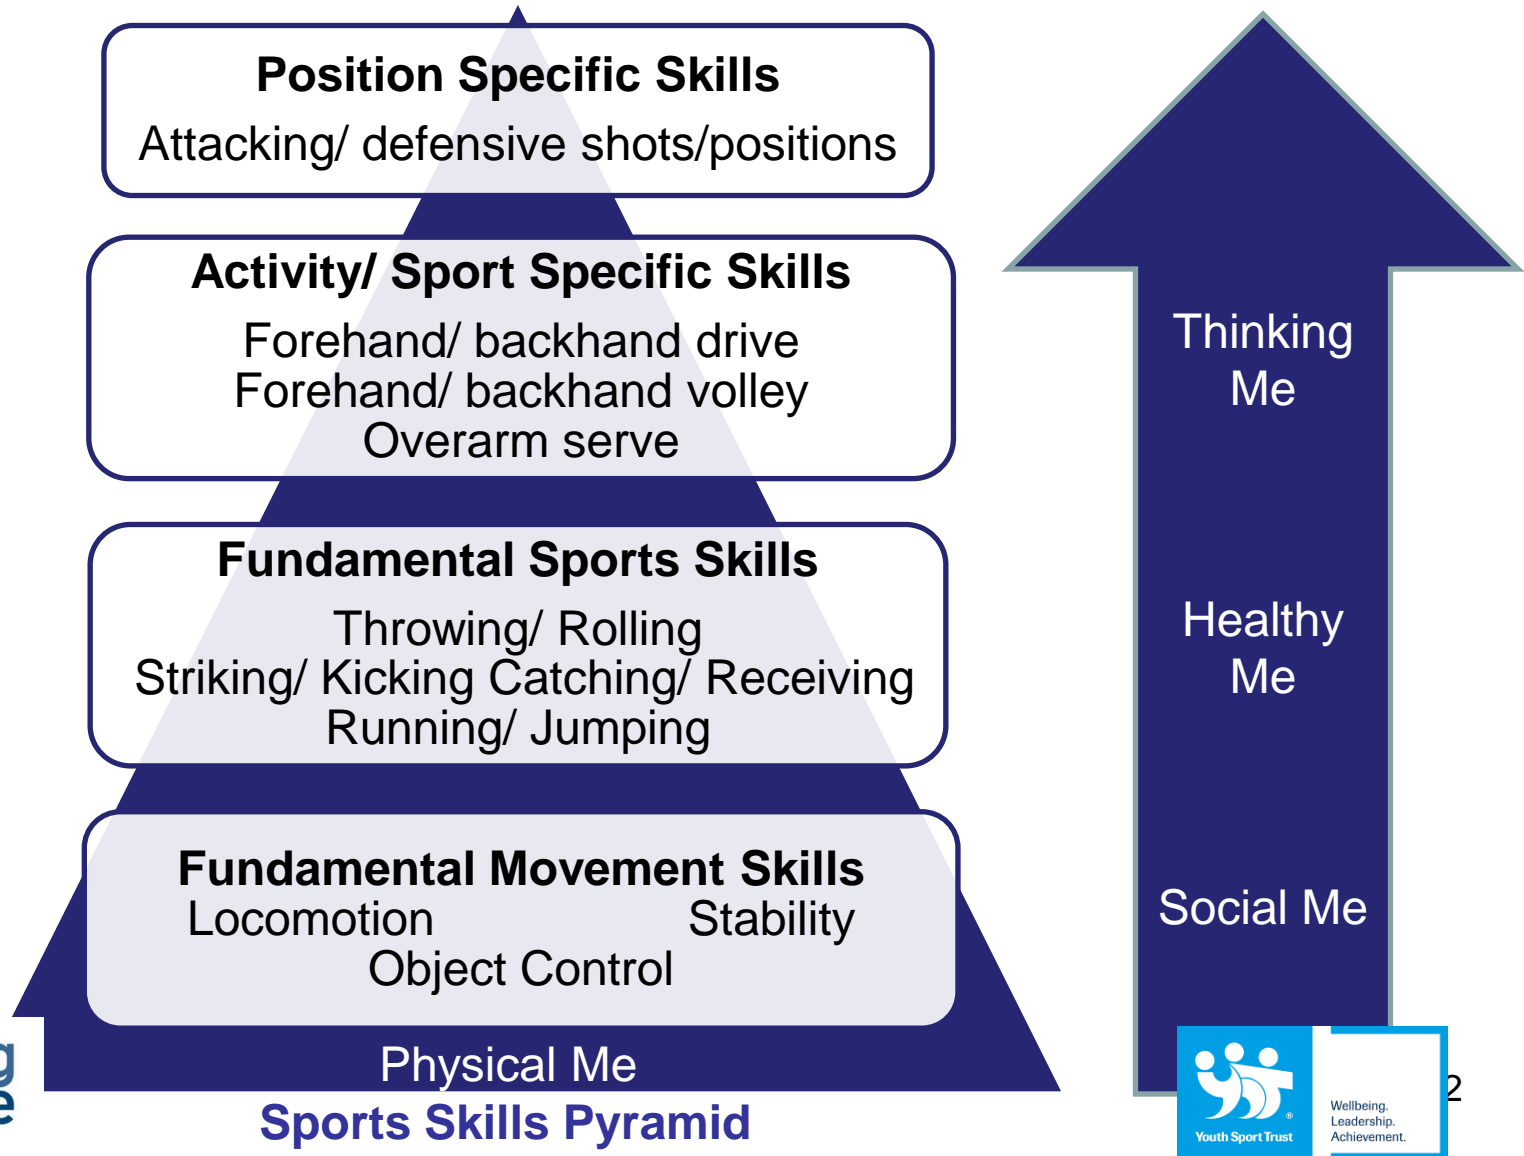 Position Specific Skills
Attacking/ defensive shots/positions
Activity/ Sport Specific Skills
Forehand/ backhand drive
Forehand/ backhand volley
Overarm serve
Fundamental Sports Skills
Throwing/ Rolling
Striking/ Kicking Catching/ Receiving
Running/ Jumping
Fundamental Movement Skills
Locomotion Stability
Object Control
Physical Me
Sports Skills Pyramid
Thinking
Me
Healthy
Me
Social Me
g
e
Youth Sport Trust
Wellbeing.
Leadership.
Achievement.
2